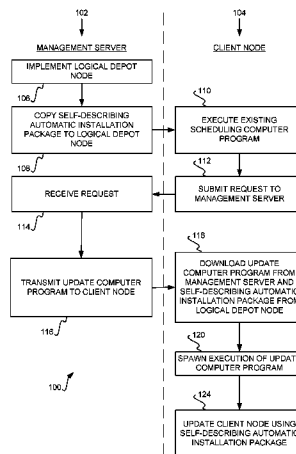 102
104
MANAGEMENT SERVER
CLIENT NODE
IMPLEMENT LOGICAL DEPOT
NODE
106
110
COPY SELF-DESCRIBING
AUTOMATIC INSTALLATION
PACKAGE TO LOGICAL DEPOT
NODE
EXECUTE EXISTING
SCHEDULING COMPUTER
PROGRAM
108
112
RECEIVE REQUEST
SUBMIT REQUEST TO
MANAGEMENT SERVER
114
118
TRANSMIT UPDATE COMPUTER
PROGRAM TO CLIENT NODE
DOWNLOAD UPDATE
COMPUTER PROGRAM FROM
MANAGEMENT SERVER AND
SELF-DESCRIBING AUTOMATIC
INSTALLATION PACKAGE FROM
LOGICAL DEPOT NODE
116
120
SPAWN EXECUTION OF UPDATE
COMPUTER PROGRAM
100
124
UPDATE CLIENT NODE USING
SELF-DESCRIBING AUTOMATIC
INSTALLATION PACKAGE